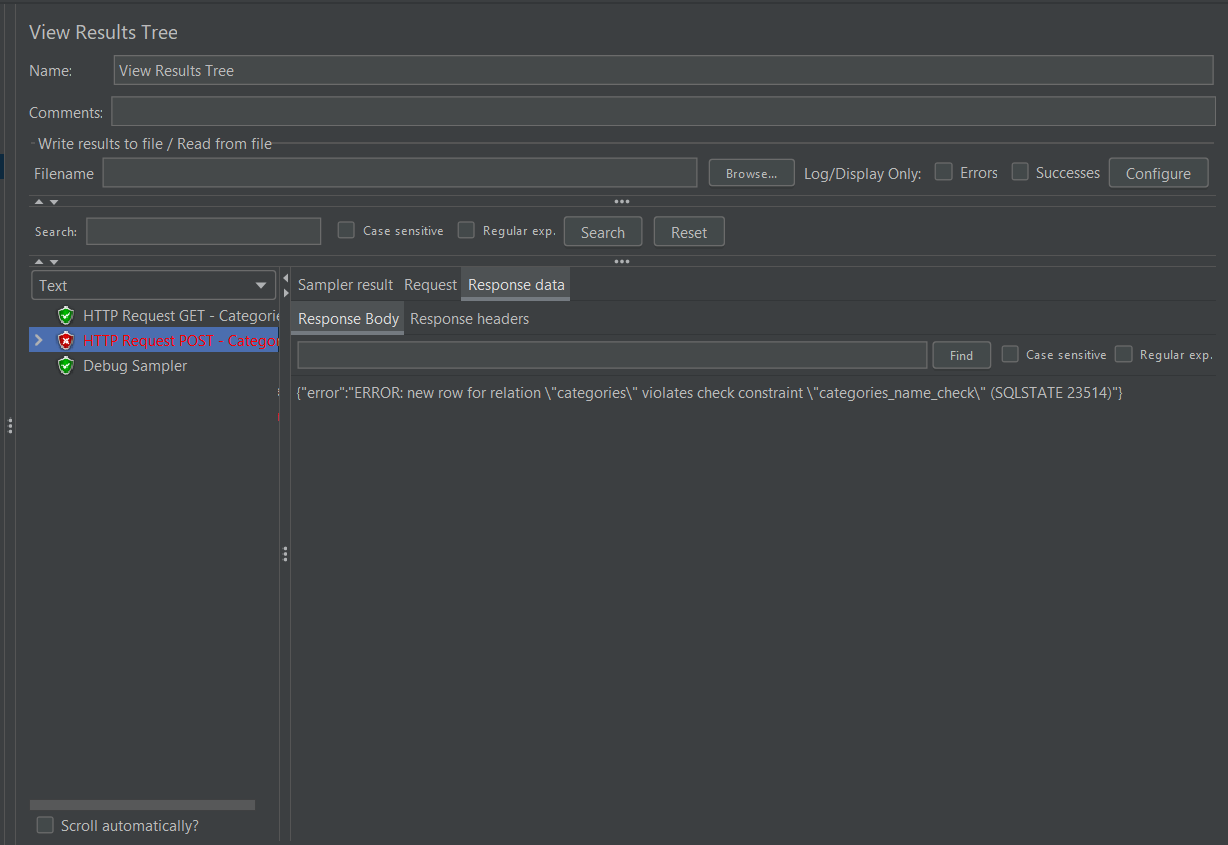 View Results Tree
Name: View Results Tree
Comments:
Write results to file / Read from file
Filename Browse... Log/Display Only: Errors Successes Configure
Search: Case sensitive Regular exp. Search Reset
Text
HTTP Request GET - Categorie
HTTP Request POST - Catego
Debug Sampler
Sampler result Request Response data
Response Body Response headers
Find Case sensitive Regular exp.
{"error":"ERROR: new row for relation \"categories\" violates check constraint \"categories_name_check\" (SQLSTATE 23514)"}
Scroll automatically?